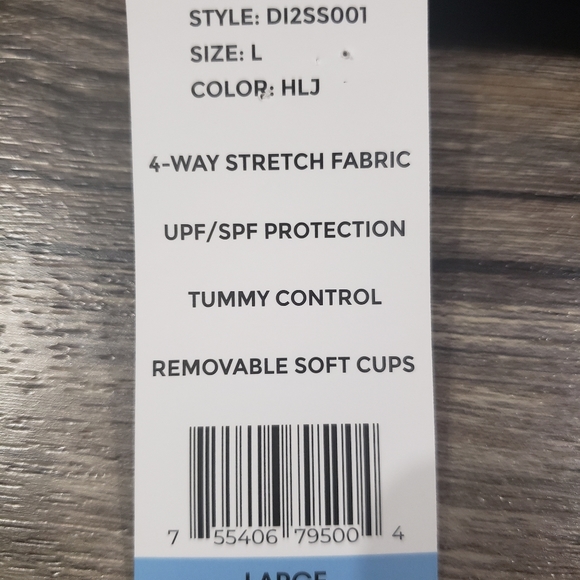 STYLE: DI2SS001
SIZE: L
COLOR: HLJ
4-WAY STRETCH FABRIC
UPF/SPF PROTECTION
TUMMY CONTROL
REMOVABLE SOFT CUPS
7 55406 79500 4
LARGE